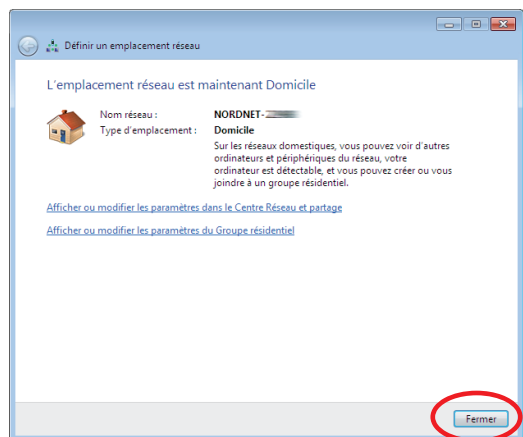 Définir un emplacement réseau
L'emplacement réseau est maintenant Domicile
Nom réseau : NORDNET-
Type d'emplacement : Domicile
Sur les réseaux domestiques, vous pouvez voir d'autres
ordinateurs et périphériques du réseau, votre
ordinateur est détectable, et vous pouvez créer ou vous
joindre à un groupe résidentiel.
Afficher ou modifier les paramètres dans le Centre Réseau et partage
Afficher ou modifier les paramètres du Groupe résidentiel
Fermer